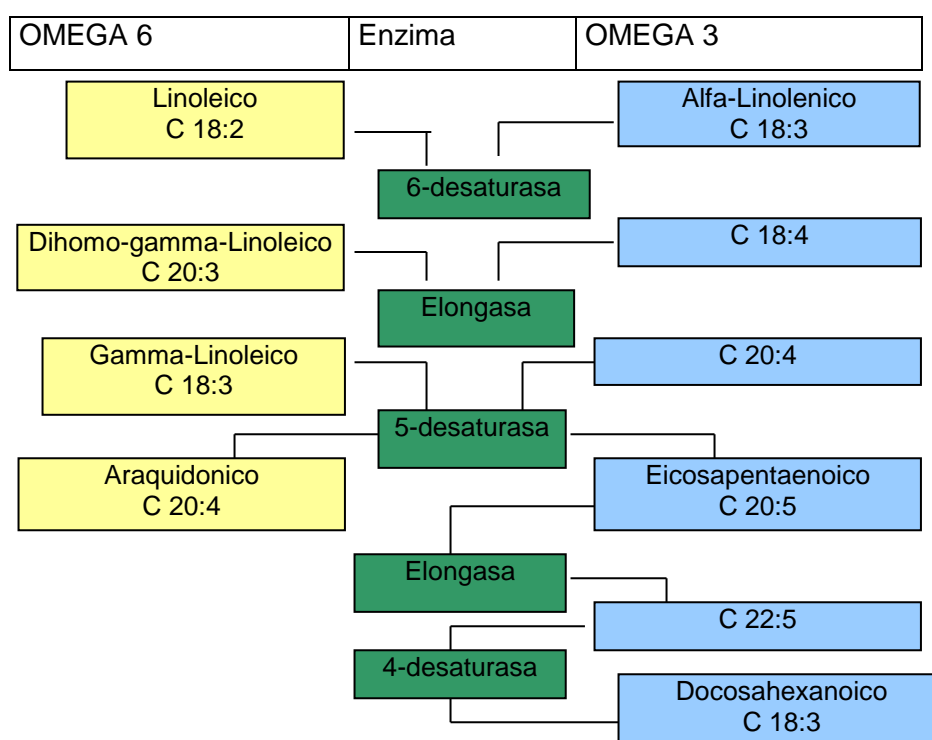 OMEGA 6 Enzima OMEGA 3
Linoleico
C 18:2
Alfa-Linolenico
C 18:3
6-desaturasa
Dihomo-gamma-Linoleico
C 20:3
C 18:4
Elongasa
Gamma-Linoleico
C 18:3
C 20:4
5-desaturasa
Araquidonico
C 20:4
Eicosapentaenoico
C 20:5
Elongasa
C 22:5
4-desaturasa
Docosahexanoico
C 18:3